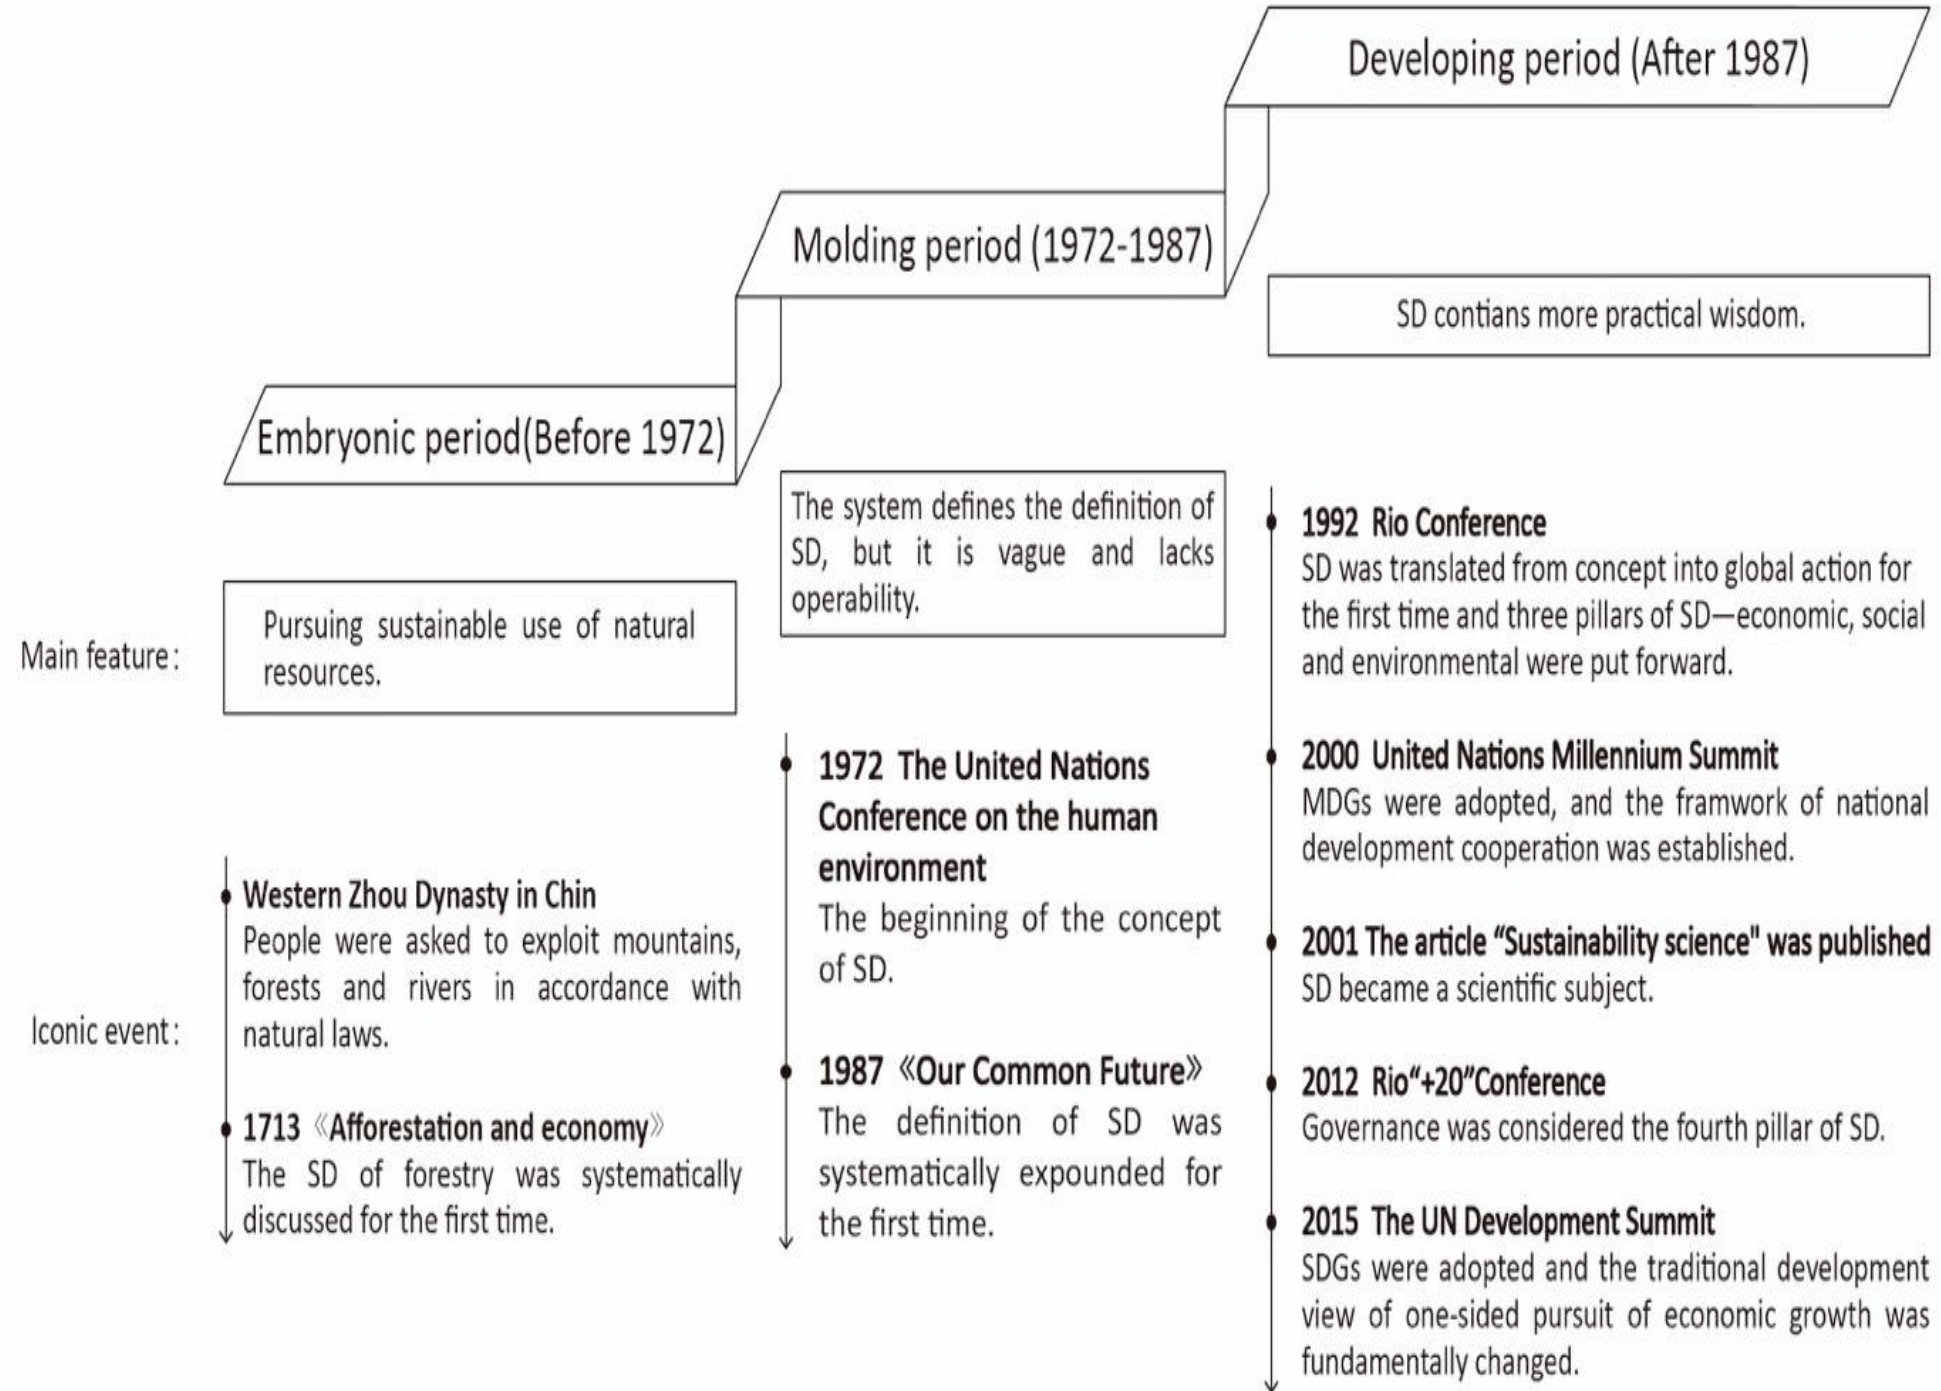 Developing period (After 1987)
Molding period (1972-1987)
Embryonic period(Before 1972)
Main feature:
Pursuing sustainable use of natural
resources.
The system defines the definition of
SD, but it is vague and lacks
operability.
SD contians more practical wisdom.
Iconic event:
Western Zhou Dynasty in Chin
People were asked to exploit mountains,
forests and rivers in accordance with
natural laws.
1713 《Afforestation and economy》
The SD of forestry was systematically
discussed for the first time.
1972 The United Nations
Conference on the human
environment
The beginning of the concept
of SD.
1987 《Our Common Future》
The definition of SD was
systematically expounded for
the first time.
1992 Rio Conference
SD was translated from concept into global action for
the first time and three pillars of SD—economic, social
and environmental were put forward.
2000 United Nations Millennium Summit
MDGs were adopted, and the framwork of national
development cooperation was established.
2001 The article “Sustainability science" was published
SD became a scientific subject.
2012 Rio“+20”Conference
Governance was considered the fourth pillar of SD.
2015 The UN Development Summit
SDGs were adopted and the traditional development
view of one-sided pursuit of economic growth was
fundamentally changed.